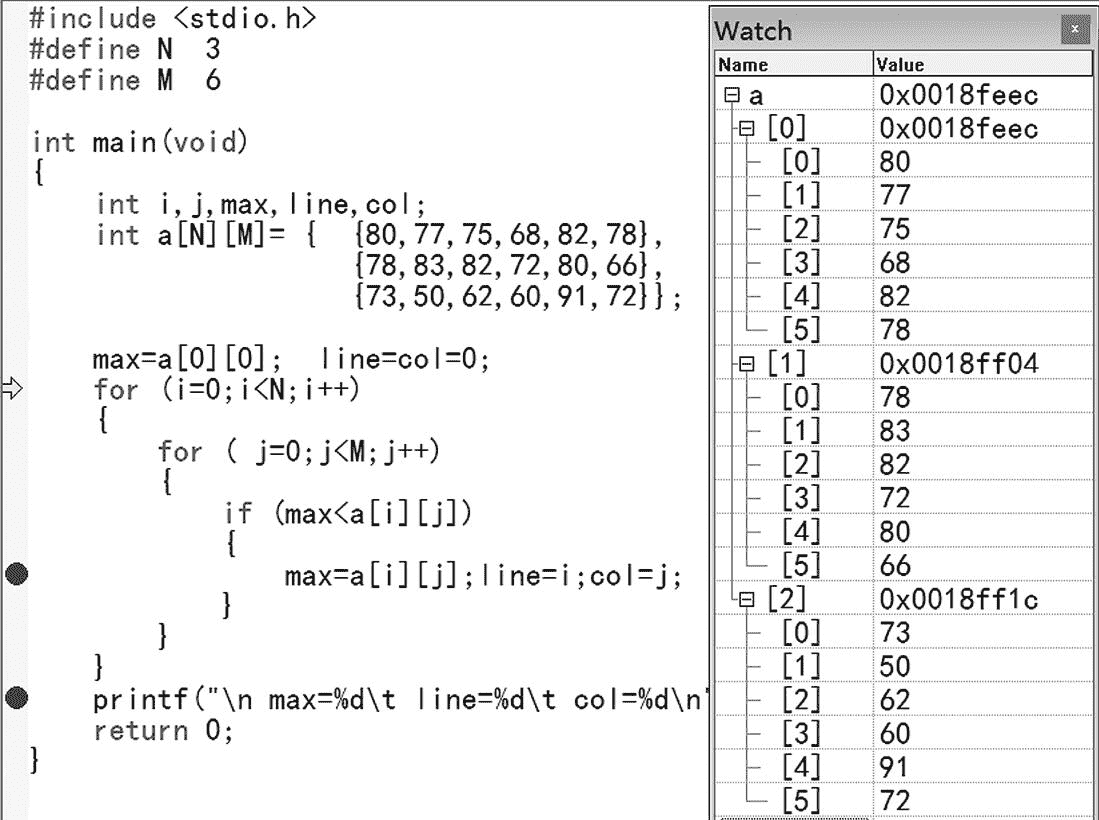 #include <stdio.h>
#define N 3
#define M 6
int main(void)
{
int i,j,max,line,col;
int a[N][M]= { {80,77,75,68,82,78},
{78,83,82,72,80,66},
{73,50,62,60,91,72}};
max=a[0][0]; line=col=0;
for (i=0;i<N;i++)
{
for ( j=0;j<M;j++)
{
if (max<a[i][j])
{
max=a[i][j];line=i;col=j;
}
}
}
printf("\n max=%d\t line=%d\t col=%d\n"
return 0;
}
Watch
Name Value
a 0x0018feec
[0] 0x0018feec
[0] 80
[1] 77
[2] 75
[3] 68
[4] 82
[5] 78
[1] 0x0018ff04
[0] 78
[1] 83
[2] 82
[3] 72
[4] 80
[5] 66
[2] 0x0018ff1c
[0] 73
[1] 50
[2] 62
[3] 60
[4] 91
[5] 72